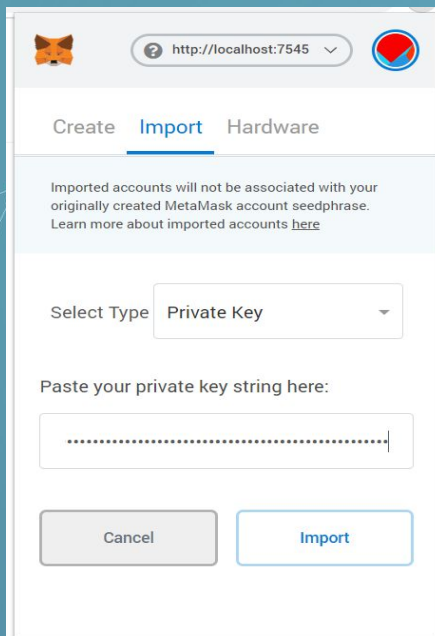 http://localhost:7545
Create Import Hardware
Imported accounts will not be associated with your
originally created MetaMask account seedphrase.
Learn more about imported accounts here
Select Type Private Key
Paste your private key string here:
Cancel Import